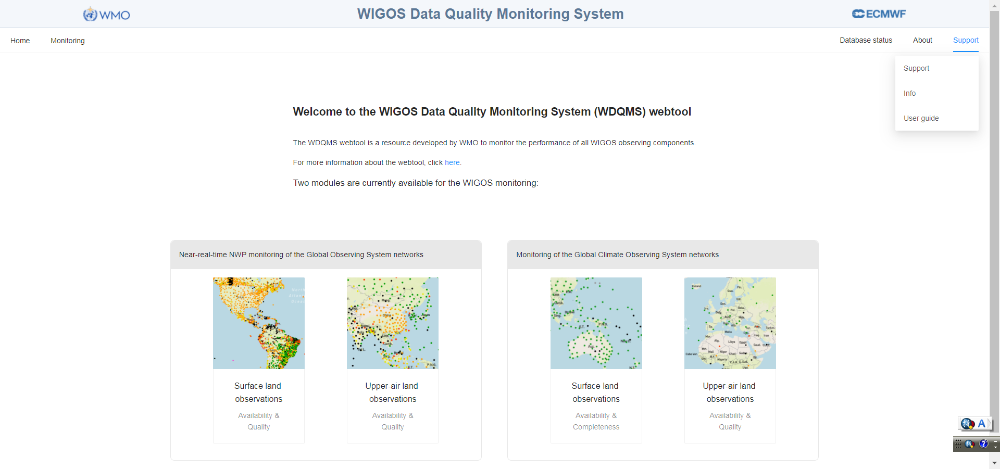 WMO
WIGOS Data Quality Monitoring System
ECMWF
Home
Monitoring
Database status
About
Support
Support
Info
User guide
Welcome to the WIGOS Data Quality Monitoring System (WDQMS) webtool
The WDQMS webtool is a resource developed by WMO to monitor the performance of all WIGOS observing components.
For more information about the webtool, click here.
Two modules are currently available for the WIGOS monitoring:
Near-real-time NWP monitoring of the Global Observing System networks
Surface land
observations
Availability &
Quality
Upper-air land
observations
Availability &
Quality
Monitoring of the Global Climate Observing System networks
Surface land
observations
Availability &
Completeness
Upper-air land
observations
Availability &
Quality
A
?